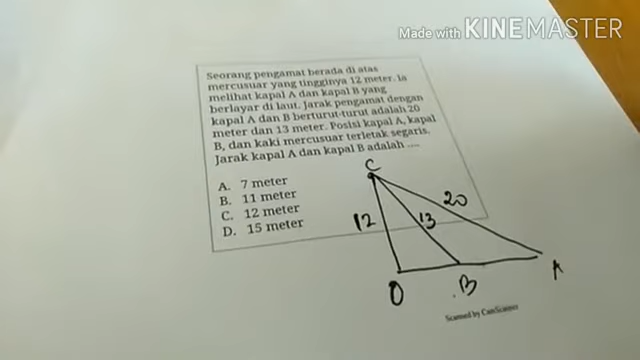 Made with KINEMASTER
Seorang pengamat berada di atas
mercusuar yang tingginya 12 meter. Ia
melihat kapal A dan kapal B yang
berlayar di laut. Jarak pengamat dengan
kapal A dan B berturut-turut adalah 20
meter dan 13 meter. Posisi kapal A, kapal
B, dan kaki mercusuar terletak segaris.
Jarak kapal A dan kapal B adalah ....
A. 7 meter
B. 11 meter
C. 12 meter
D. 15 meter
C
12
13
20
O
B
A
Scanned by CamScanner